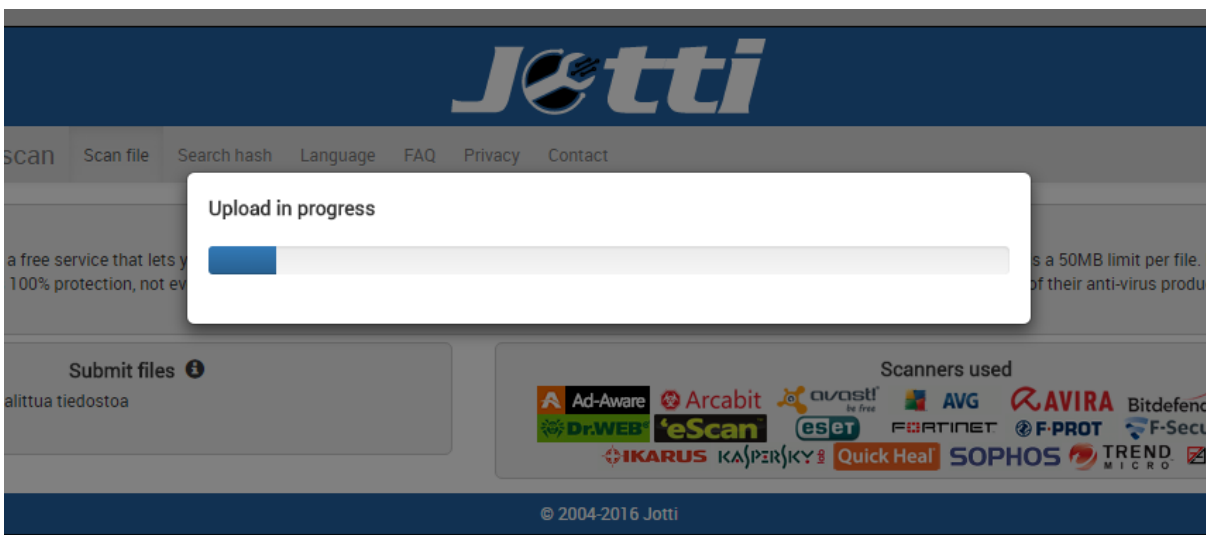 Jotti
scan Scan file Search hash Language FAQ Privacy Contact
Upload in progress
a free service that lets y s a 50MB limit per file.
100% protection, not ev of their anti-virus produ
Submit files
alittua tiedostoa
Scanners used
Ad-Aware Arcabit avast! be free AVG AVIRA Bitdefend
Dr.WEB eScan eset FORTINET F-PROT F-Secu
IKARUS KASPERSKY Quick Heal SOPHOS TREND MICRO
© 2004-2016 Jotti